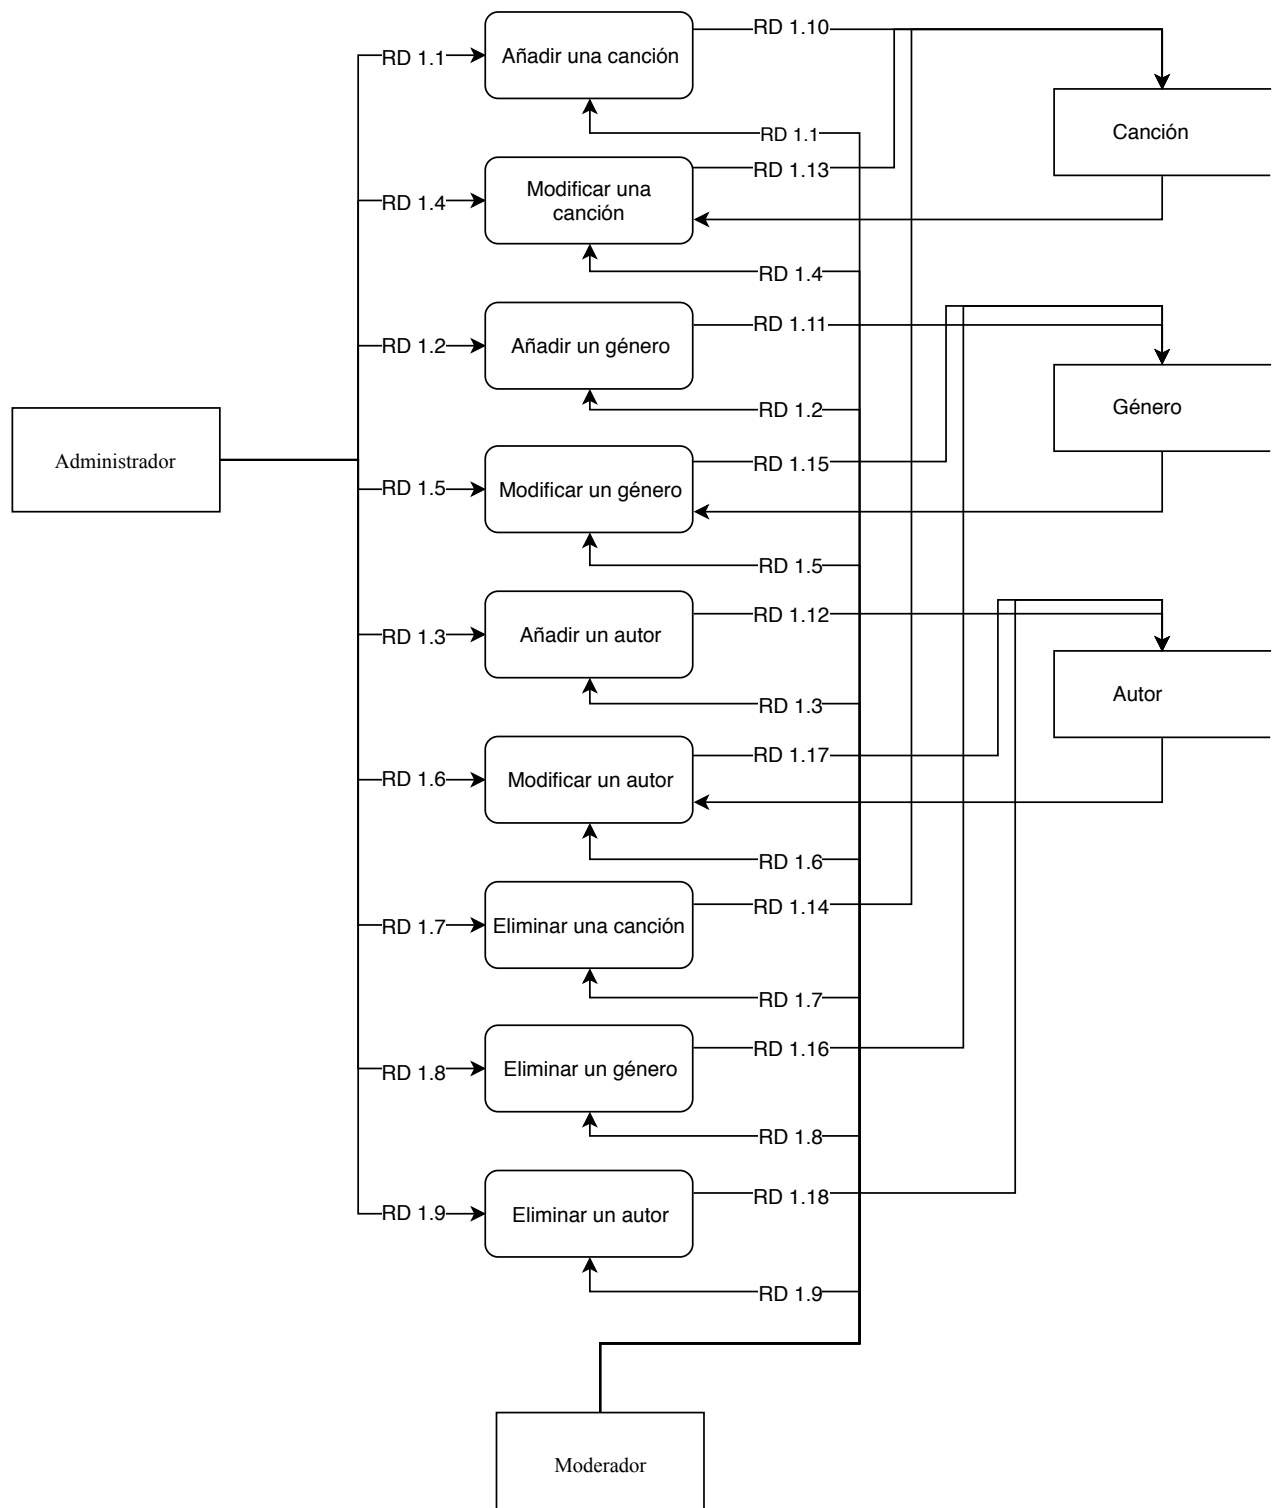 RD 1.10
RD 1.1
Añadir una canción
Canción
RD 1.1
RD 1.13
RD 1.4
Modificar una
canción
RD 1.4
RD 1.11
RD 1.2
Añadir un género
RD 1.2
Género
Administrador
RD 1.15
RD 1.5
Modificar un género
RD 1.5
RD 1.12
RD 1.3
Añadir un autor
RD 1.3
Autor
RD 1.17
RD 1.6
Modificar un autor
RD 1.6
RD 1.14
RD 1.7
Eliminar una canción
RD 1.7
RD 1.16
RD 1.8
Eliminar un género
RD 1.8
RD 1.18
RD 1.9
Eliminar un autor
RD 1.9
Moderador